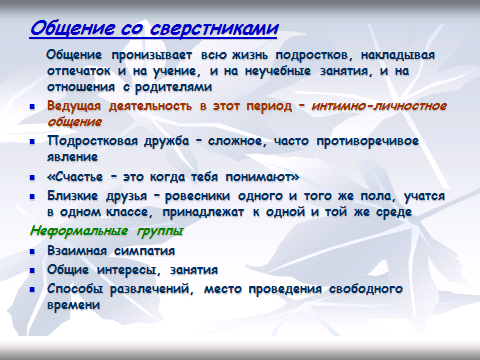 Общение со сверстниками
Общение пронизывает всю жизнь подростков, накладывая
отпечаток и на учение, и на неучебные занятия, и на
отношения с родителями
Ведущая деятельность в этот период – интимно-личностное
общение
Подростковая дружба – сложное, часто противоречивое
явление
«Счастье – это когда тебя понимают»
Близкие друзья – ровесники одного и того же пола, учатся
в одном классе, принадлежат к одной и той же среде
Неформальные группы
Взаимная симпатия
Общие интересы, занятия
Способы развлечений, место проведения свободного
времени